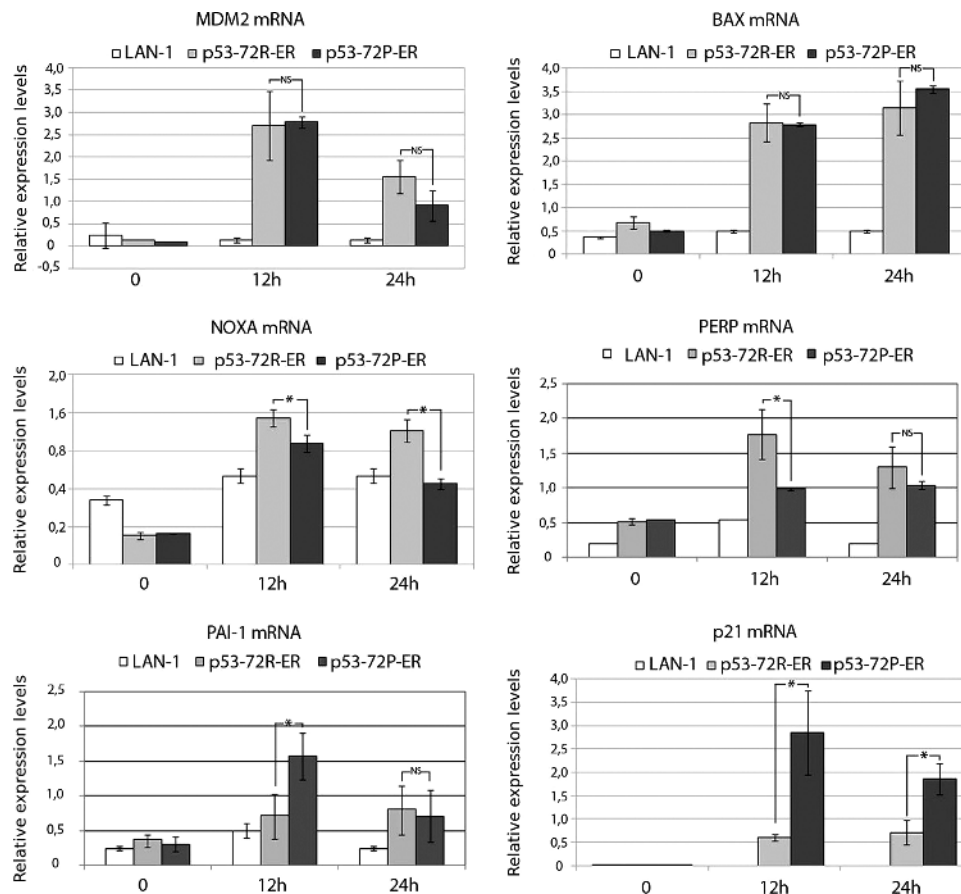 MDM2 mRNA
LAN-1 p53-72R-ER p53-72P-ER
Relative expression levels
4,0
3,5
3,0
2,5
2,0
1,5
1,0
0,5
0
-0,5
NS
NS
0 12h 24h
BAX mRNA
LAN-1 p53-72R-ER p53-72P-ER
Relative expression levels
4,0
3,5
3,0
2,5
2,0
1,5
1,0
0,5
0
NS
NS
0 12h 24h
NOXA mRNA
LAN-1 p53-72R-ER p53-72P-ER
Relative expression levels
2,0
1,6
0,8
0,4
0,2
0
*
*
0 12h 24h
PERP mRNA
LAN-1 p53-72R-ER p53-72P-ER
Relative expression levels
2,5
2,0
1,5
1,0
0,5
0
*
NS
0 12h 24h
PAI-1 mRNA
LAN-1 p53-72R-ER p53-72P-ER
Relative expression levels
2,5
2,0
1,5
1,0
0,5
0
*
NS
0 12h 24h
p21 mRNA
LAN-1 p53-72R-ER p53-72P-ER
Relative expression levels
4,0
3,5
3,0
2,5
2,0
1,5
1,0
0,5
0
*
*
0 12h 24h